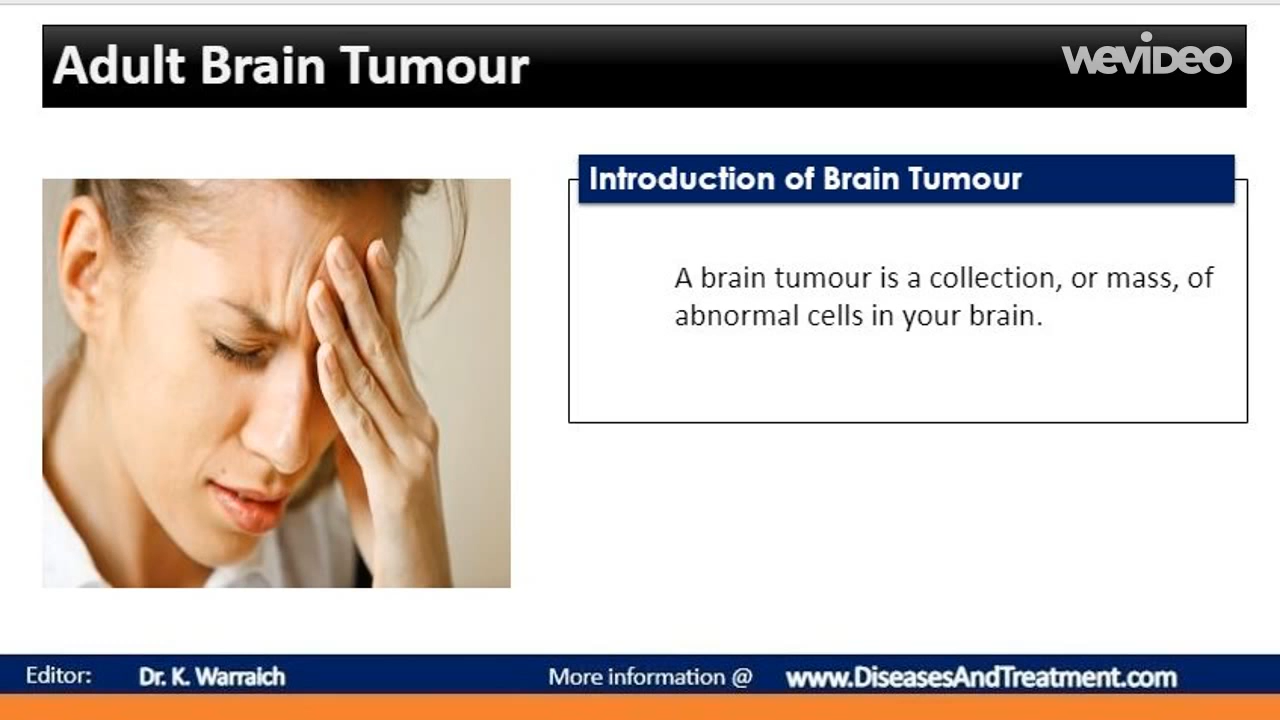 Adult Brain Tumour
WEVIDEO
Introduction of Brain Tumour
A brain tumour is a collection, or mass, of
abnormal cells in your brain.
Editor: Dr. K. Warraich More information @ www.DiseasesAndTreatment.com